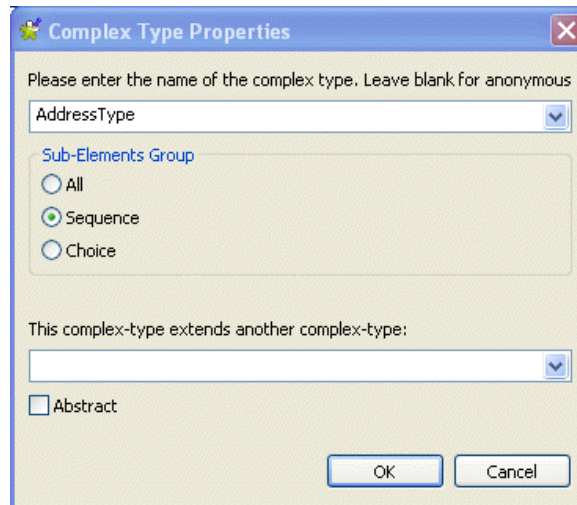 Complex Type Properties
Please enter the name of the complex type. Leave blank for anonymous
AddressType
Sub-Elements Group
All
Sequence
Choice
This complex-type extends another complex-type:
Abstract
OK Cancel